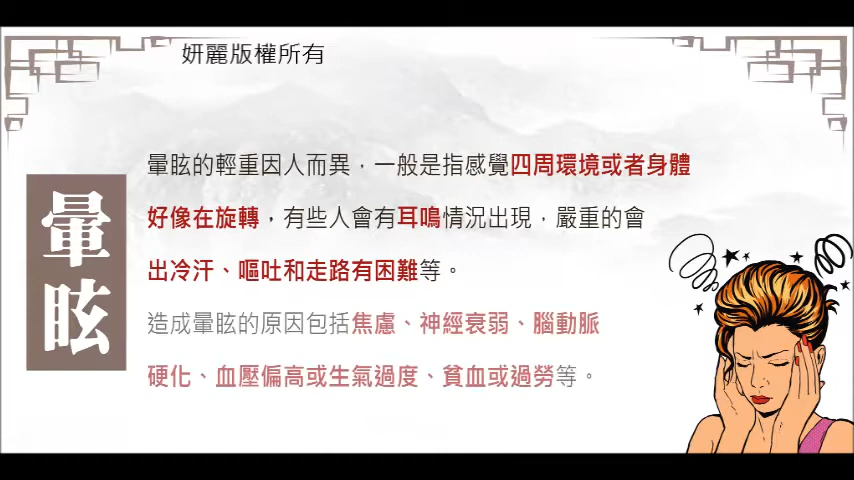 妍麗版權所有
暈眩
暈眩的輕重因人而異，一般是指感覺四周環境或者身體
好像在旋轉，有些人會有耳鳴情況出現，嚴重的會
出冷汗、嘔吐和走路有困難等。
造成暈眩的原因包括焦慮、神經衰弱、腦動脈
硬化、血壓偏高或生氣過度、貧血或過勞等。